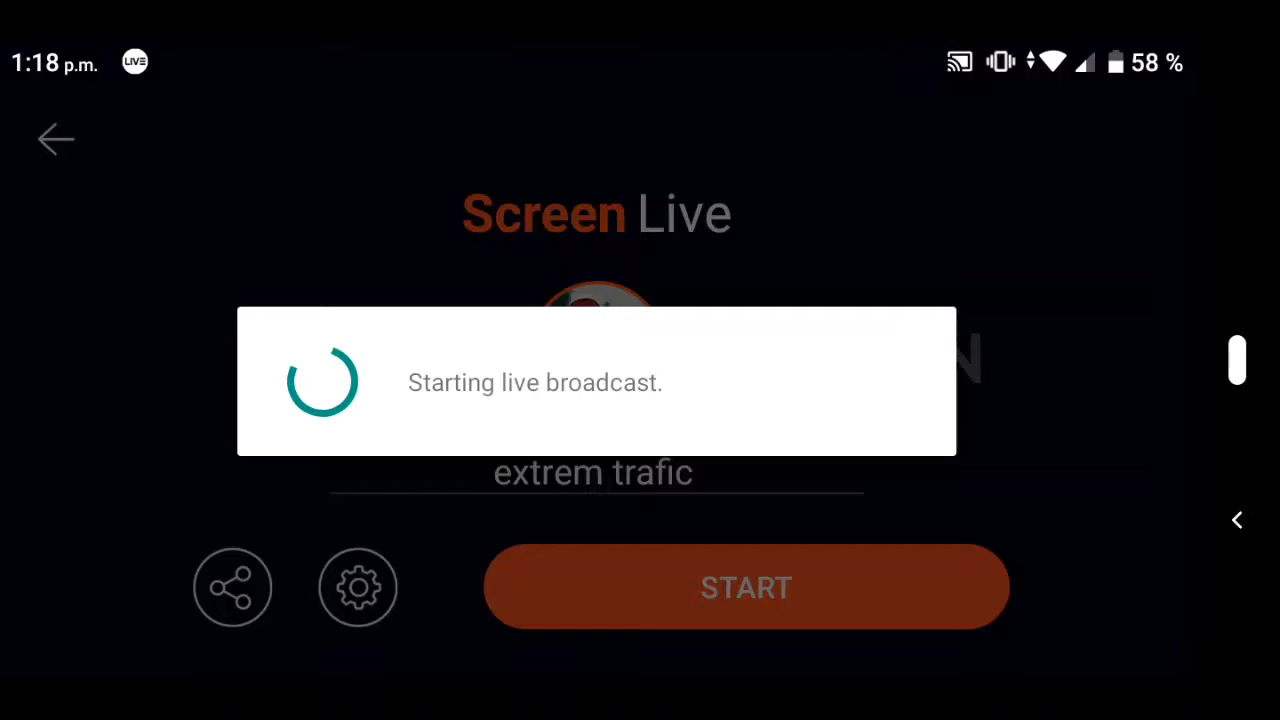 1:18 p.m. LIVE 58 %
Screen Live
N
Starting live broadcast.
extrem trafic
START